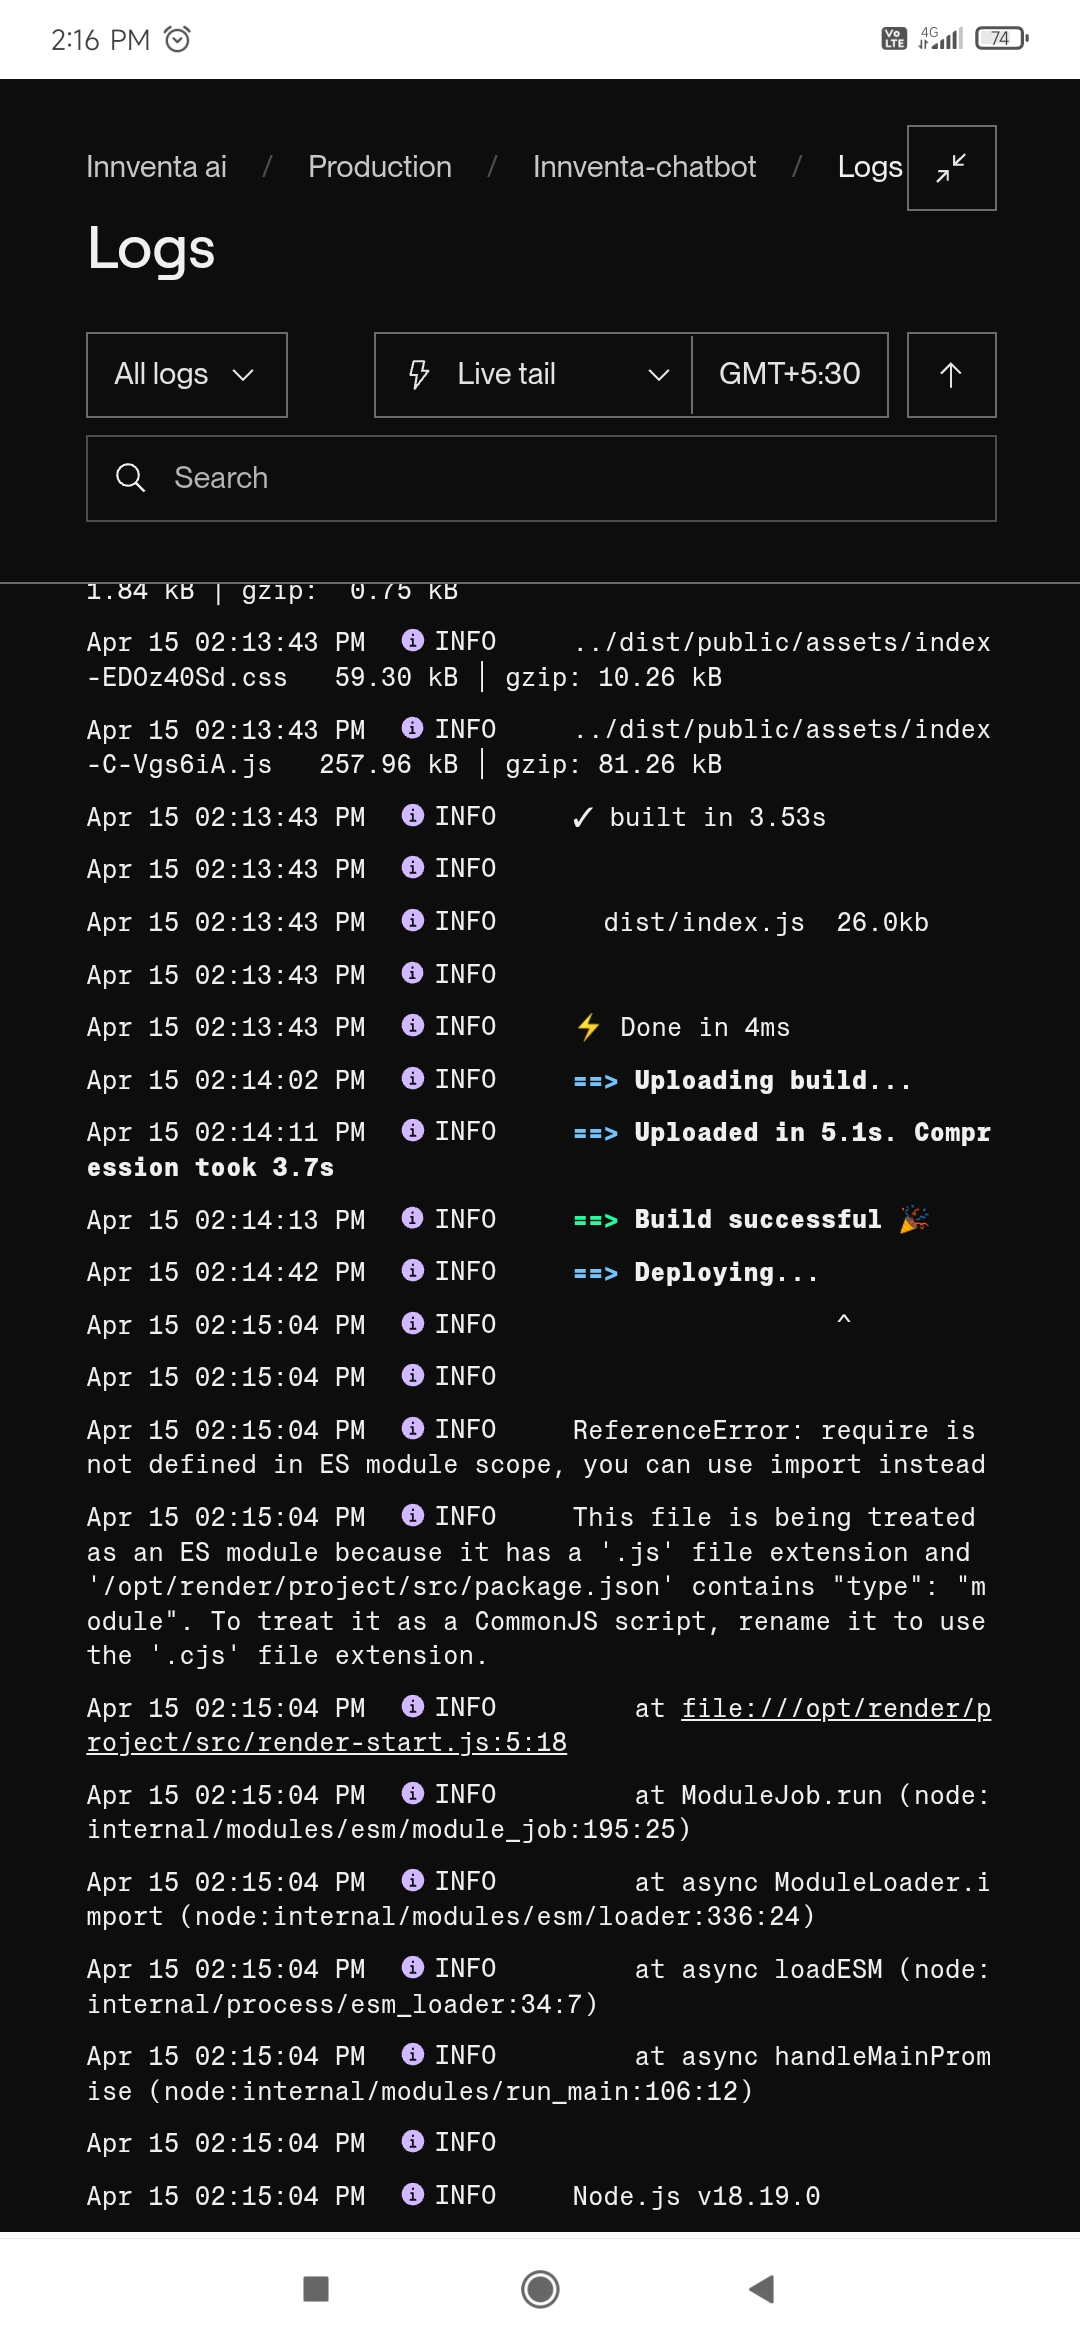 2:16 PM
Vo LTE 4G 74
Innventa ai / Production / Innventa-chatbot / Logs
Logs
All logs Live tail GMT+5:30
Search
1.84 kB | gzip: 0.75 kB
Apr 15 02:13:43 PM INFO ../dist/public/assets/index
-EDOz40Sd.css 59.30 kB | gzip: 10.26 kB
Apr 15 02:13:43 PM INFO ../dist/public/assets/index
-C-Vgs6iA.js 257.96 kB | gzip: 81.26 kB
Apr 15 02:13:43 PM INFO ✓ built in 3.53s
Apr 15 02:13:43 PM INFO
Apr 15 02:13:43 PM INFO dist/index.js 26.0kb
Apr 15 02:13:43 PM INFO
Apr 15 02:13:43 PM INFO ⚡ Done in 4ms
Apr 15 02:14:02 PM INFO ==> Uploading build...
Apr 15 02:14:11 PM INFO ==> Uploaded in 5.1s. Compr
ession took 3.7s
Apr 15 02:14:13 PM INFO ==> Build successful 🎉
Apr 15 02:14:42 PM INFO ==> Deploying...
Apr 15 02:15:04 PM INFO ^
Apr 15 02:15:04 PM INFO
Apr 15 02:15:04 PM INFO ReferenceError: require is
not defined in ES module scope, you can use import instead
Apr 15 02:15:04 PM INFO This file is being treated
as an ES module because it has a '.js' file extension and
'/opt/render/project/src/package.json' contains "type": "m
odule". To treat it as a CommonJS script, rename it to use
the '.cjs' file extension.
Apr 15 02:15:04 PM INFO at file:///opt/render/p
roject/src/render-start.js:5:18
Apr 15 02:15:04 PM INFO at ModuleJob.run (node:
internal/modules/esm/module_job:195:25)
Apr 15 02:15:04 PM INFO at async ModuleLoader.i
mport (node:internal/modules/esm/loader:336:24)
Apr 15 02:15:04 PM INFO at async loadESM (node:
internal/process/esm_loader:34:7)
Apr 15 02:15:04 PM INFO at async handleMainProm
ise (node:internal/modules/run_main:106:12)
Apr 15 02:15:04 PM INFO
Apr 15 02:15:04 PM INFO Node.js v18.19.0